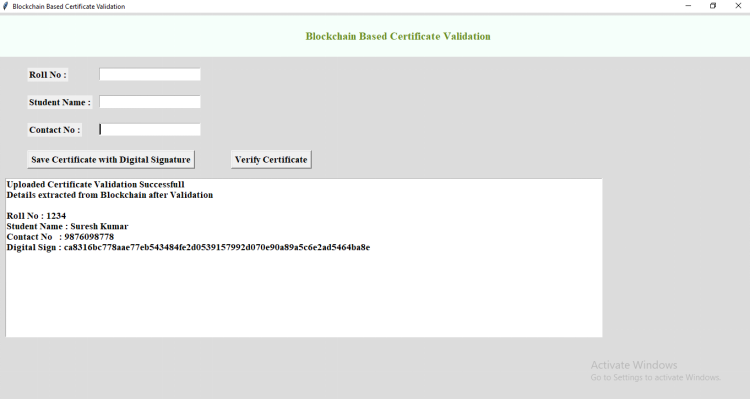 Blockchain Based Certificate Validation
Blockchain Based Certificate Validation
Roll No :
Student Name :
Contact No :
Save Certificate with Digital Signature Verify Certificate
Uploaded Certificate Validation Successfull
Details extracted from Blockchain after Validation
Roll No : 1234
Student Name : Suresh Kumar
Contact No : 9876098778
Digital Sign : ca8316bc778aae77eb543484fe2d0539157992d070e90a89a5c6e2ad5464ba8e
Activate Windows
Go to Settings to activate Windows.